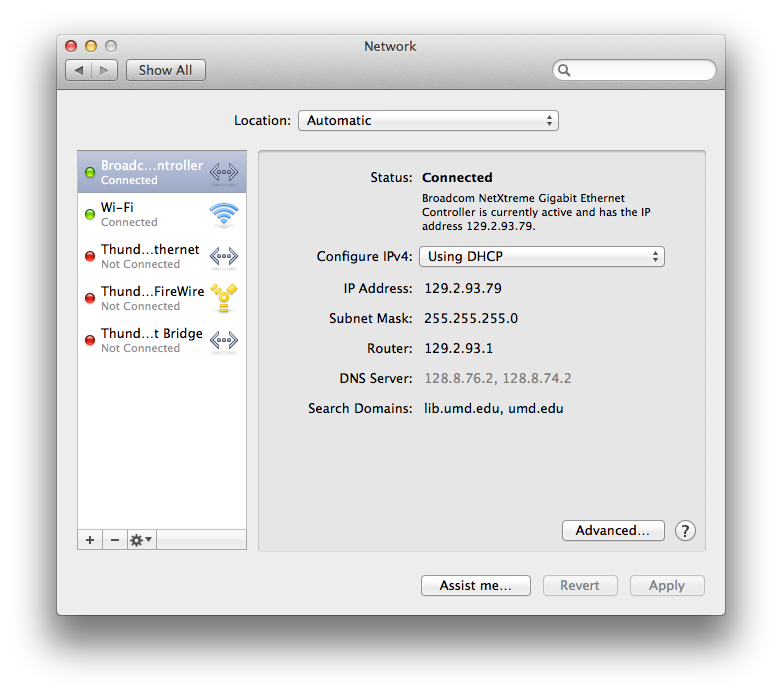 Network
Show All
Location: Automatic
Broadc...ntroller
Connected
Wi-Fi
Connected
Thund...thernet
Not Connected
Thund...FireWire
Not Connected
Thund...t Bridge
Not Connected
Status: Connected
Broadcom NetXtreme Gigabit Ethernet
Controller is currently active and has the IP
address 129.2.93.79.
Configure IPv4: Using DHCP
IP Address: 129.2.93.79
Subnet Mask: 255.255.255.0
Router: 129.2.93.1
DNS Server: 128.8.76.2, 128.8.74.2
Search Domains: lib.umd.edu, umd.edu
Advanced... ?
Assist me... Revert Apply